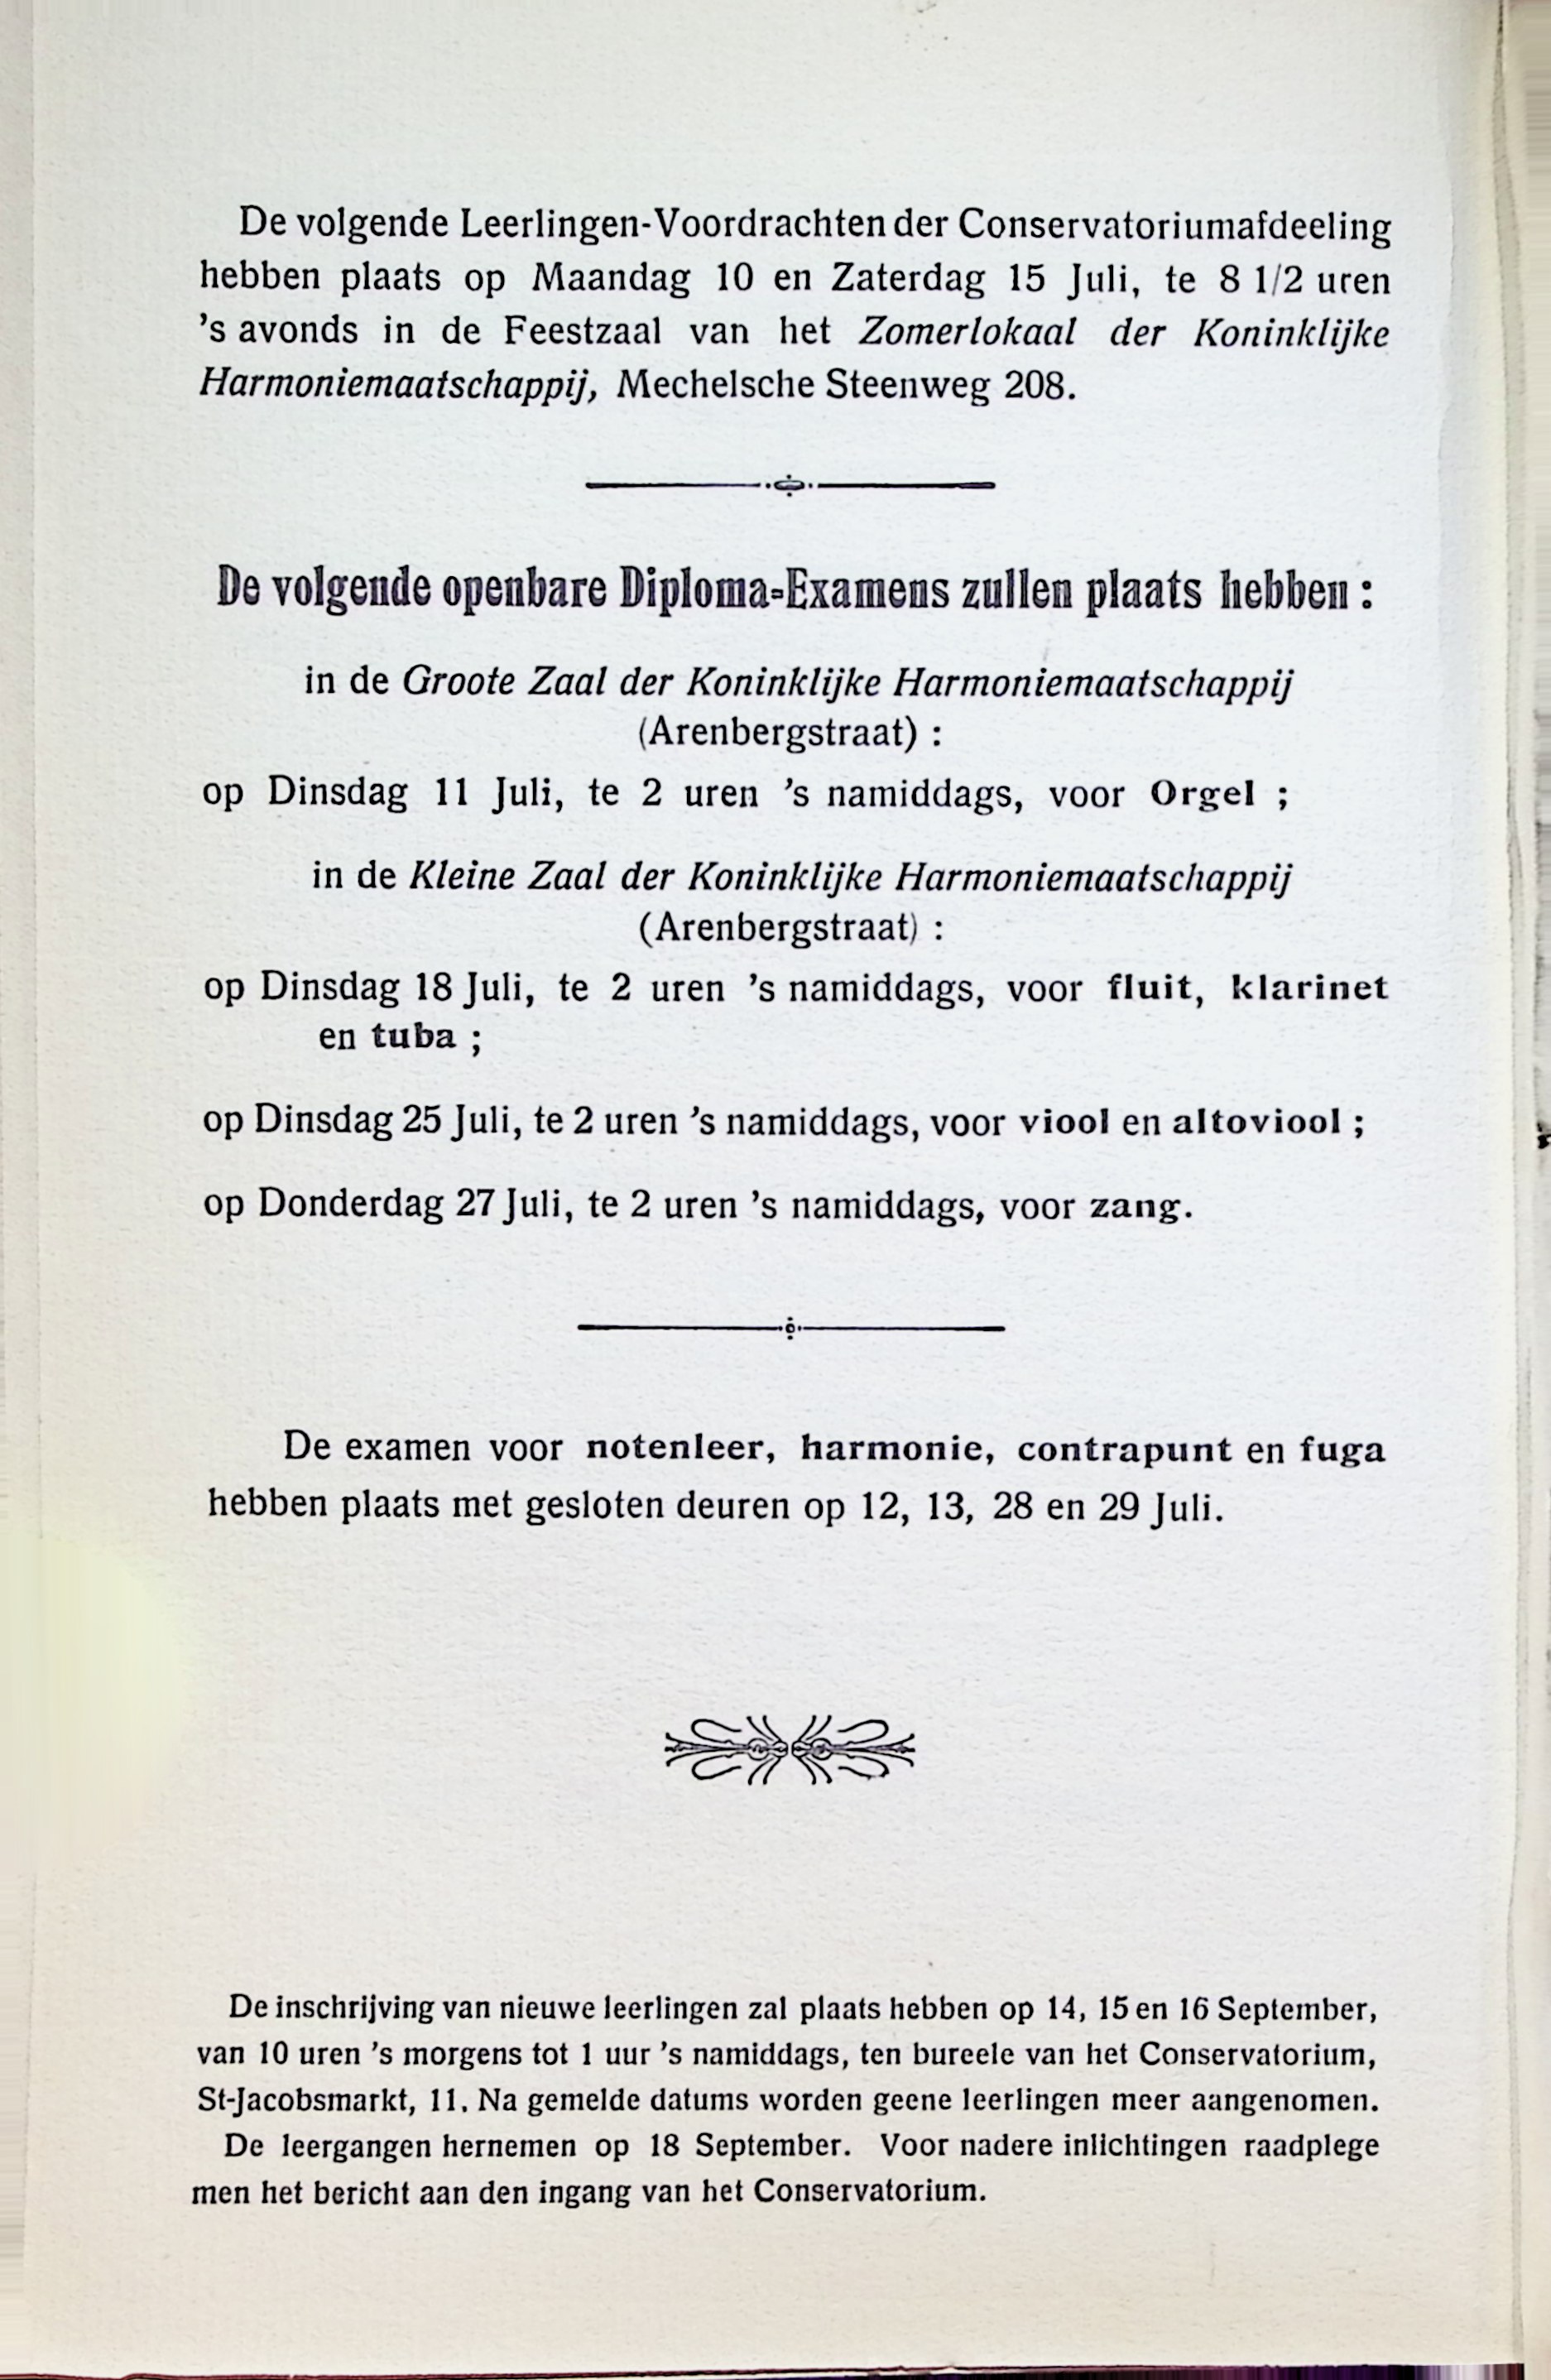 De volgende Leerlingen-Voordrachten der Conservatoriumafdeeling
hebben plaats op Maandag 10 en Zaterdag 15 Juli, te 8 1/2 uren
's avonds in de Feestzaal van het Zomerlokaal der Koninklijke
Harmoniemaatschappij, Mechelsche Steenweg 208.
De volgende openbare Diploma-Examens zullen plaats hebben :
in de Groote Zaal der Koninklijke Harmoniemaatschappij
(Arenbergstraat) :
op Dinsdag 11 Juli, te 2 uren 's namiddags, voor Orgel ;
in de Kleine Zaal der Koninklijke Harmoniemaatschappij
(Arenbergstraat) :
op Dinsdag 18 Juli, te 2 uren 's namiddags, voor fluit, klarinet
en tuba ;
op Dinsdag 25 Juli, te 2 uren 's namiddags, voor viool en altoviool ;
op Donderdag 27 Juli, te 2 uren 's namiddags, voor zang.
De examen voor notenleer, harmonie, contrapunt en fuga
hebben plaats met gesloten deuren op 12, 13, 28 en 29 Juli.
De inschrijving van nieuwe leerlingen zal plaats hebben op 14, 15 en 16 September,
van 10 uren 's morgens tot 1 uur 's namiddags, ten bureele van het Conservatorium,
St-Jacobsmarkt, 11. Na gemelde datums worden geene leerlingen meer aangenomen.
De leergangen hernemen op 18 September. Voor nadere inlichtingen raadplege
men het bericht aan den ingang van het Conservatorium.